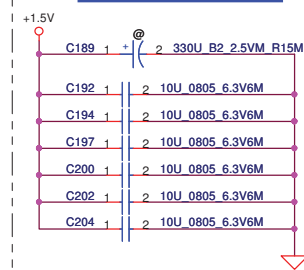 +1.5V
@
C189 1 + 2 330U_B2_2.5VM_R15M
C192 1 2 10U_0805_6.3V6M
C194 1 2 10U_0805_6.3V6M
C197 1 2 10U_0805_6.3V6M
C200 1 2 10U_0805_6.3V6M
C202 1 2 10U_0805_6.3V6M
C204 1 2 10U_0805_6.3V6M